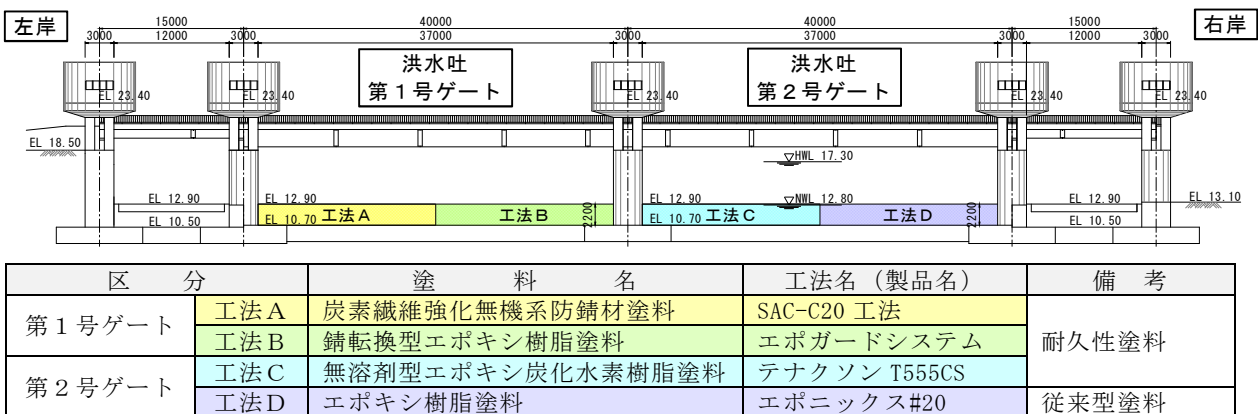 左岸
15000
40000
40000
15000
右岸
3000
12000
3000
37000
3000
37000
3000
12000
3000
洪水吐
第1号ゲート
洪水吐
第2号ゲート
EL 23.40
EL 23.40
EL 23.40
EL 23.40
EL 23.40
EL 18.50
HWL 17.30
EL 12.90
EL 12.90
EL 12.90
NWL 12.80
EL 12.90
EL 13.10
EL 10.50
EL 10.70
工法A
工法B
2200
EL 10.70
工法C
工法D
2200
EL 10.50
区 分 塗 料 名 工法名(製品名) 備 考
第1号ゲート 工法A 炭素繊維強化無機系防錆材塗料 SAC-C20 工法 耐久性塗料
工法B 錆転換型エポキシ樹脂塗料 エポガードシステム
第2号ゲート 工法C 無溶剤型エポキシ炭化水素樹脂塗料 テナクソン T555CS
工法D エポキシ樹脂塗料 エポニックス#20 従来型塗料